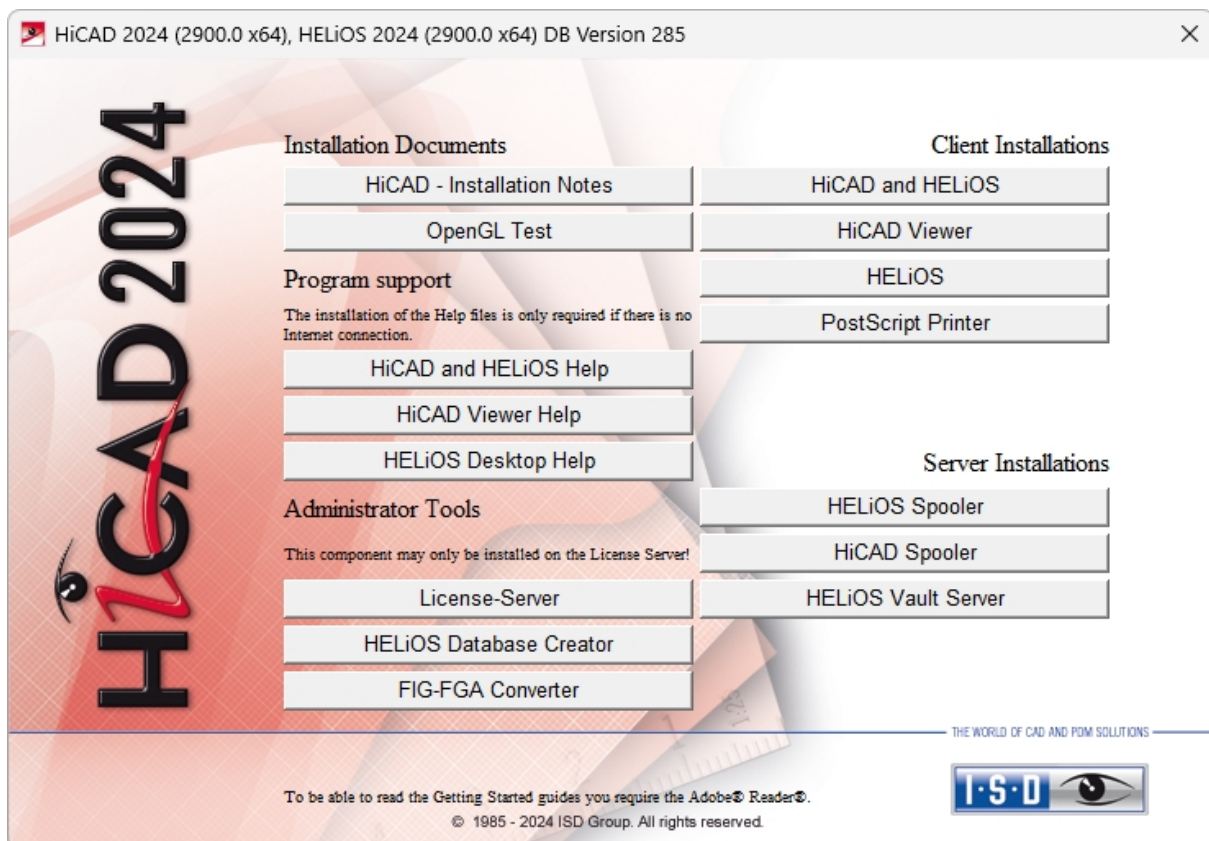 HiCAD 2024 (2900.0 x64), HELiOS 2024 (2900.0 x64) DB Version 285
HiCAD 2024
Installation Documents
HiCAD - Installation Notes
OpenGL Test
Program support
The installation of the Help files is only required if there is no
Internet connection.
HiCAD and HELiOS Help
HiCAD Viewer Help
HELiOS Desktop Help
Administrator Tools
This component may only be installed on the License Server!
License-Server
HELiOS Database Creator
FIG-FGA Converter
Client Installations
HiCAD and HELiOS
HiCAD Viewer
HELiOS
PostScript Printer
Server Installations
HELiOS Spooler
HiCAD Spooler
HELiOS Vault Server
THE WORLD OF CAD AND PDM SOLUTIONS
I·S·D
To be able to read the Getting Started guides you require the Adobe® Reader®.
© 1985 - 2024 ISD Group. All rights reserved.